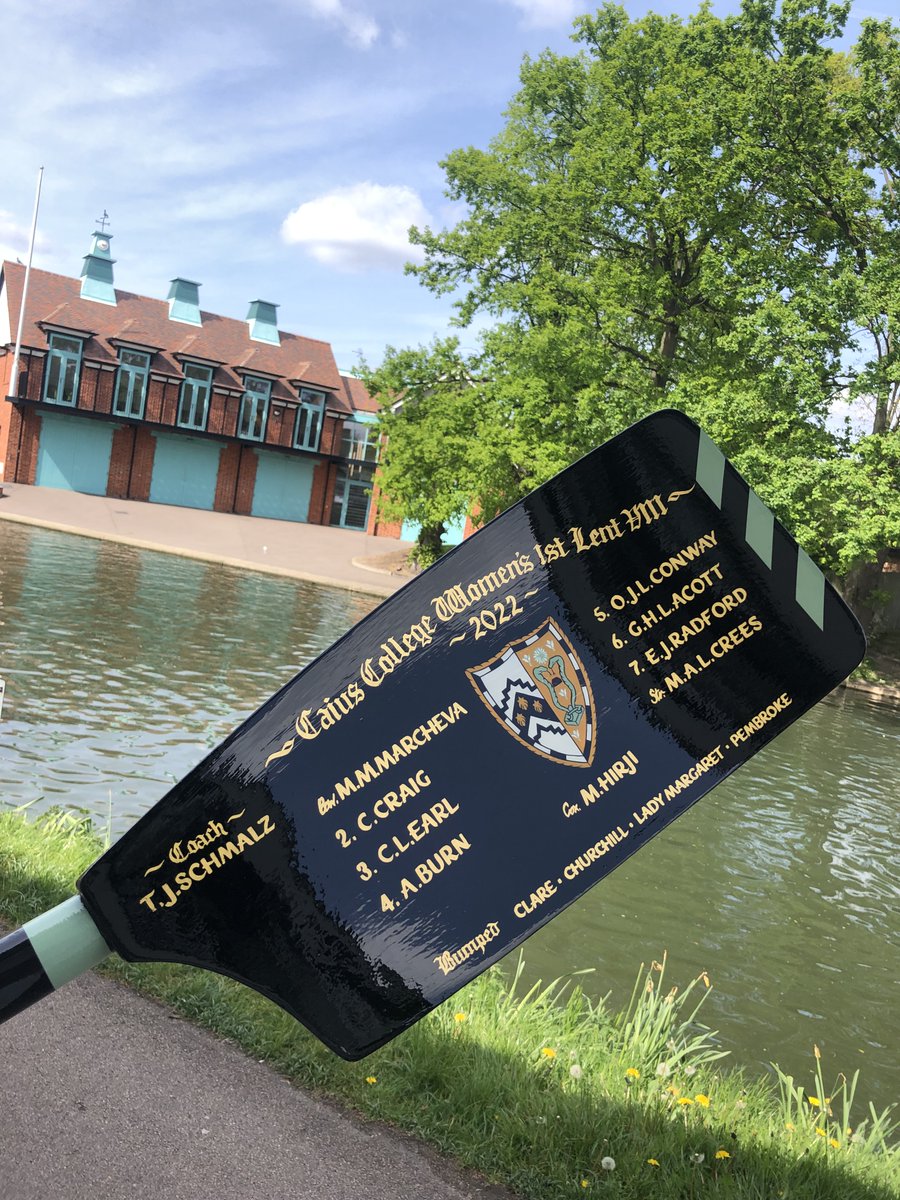 ~ Caius College Women's 1st Lent VIII ~
~ 2022 ~
~ Coach ~
T.J. SCHMALZ
Bow. M.M. MARCHEVA
2. C. CRAIG
3. C.L. EARL
4. A. BURN
5. O.J.L. CONWAY
6. G.H.L. ACOTT
7. E.J. RADFORD
Str. M.A.L. CREES
Cox. M. HIRJI
Bumped CLARE · CHURCHILL · LADY MARGARET · PEMBROKE